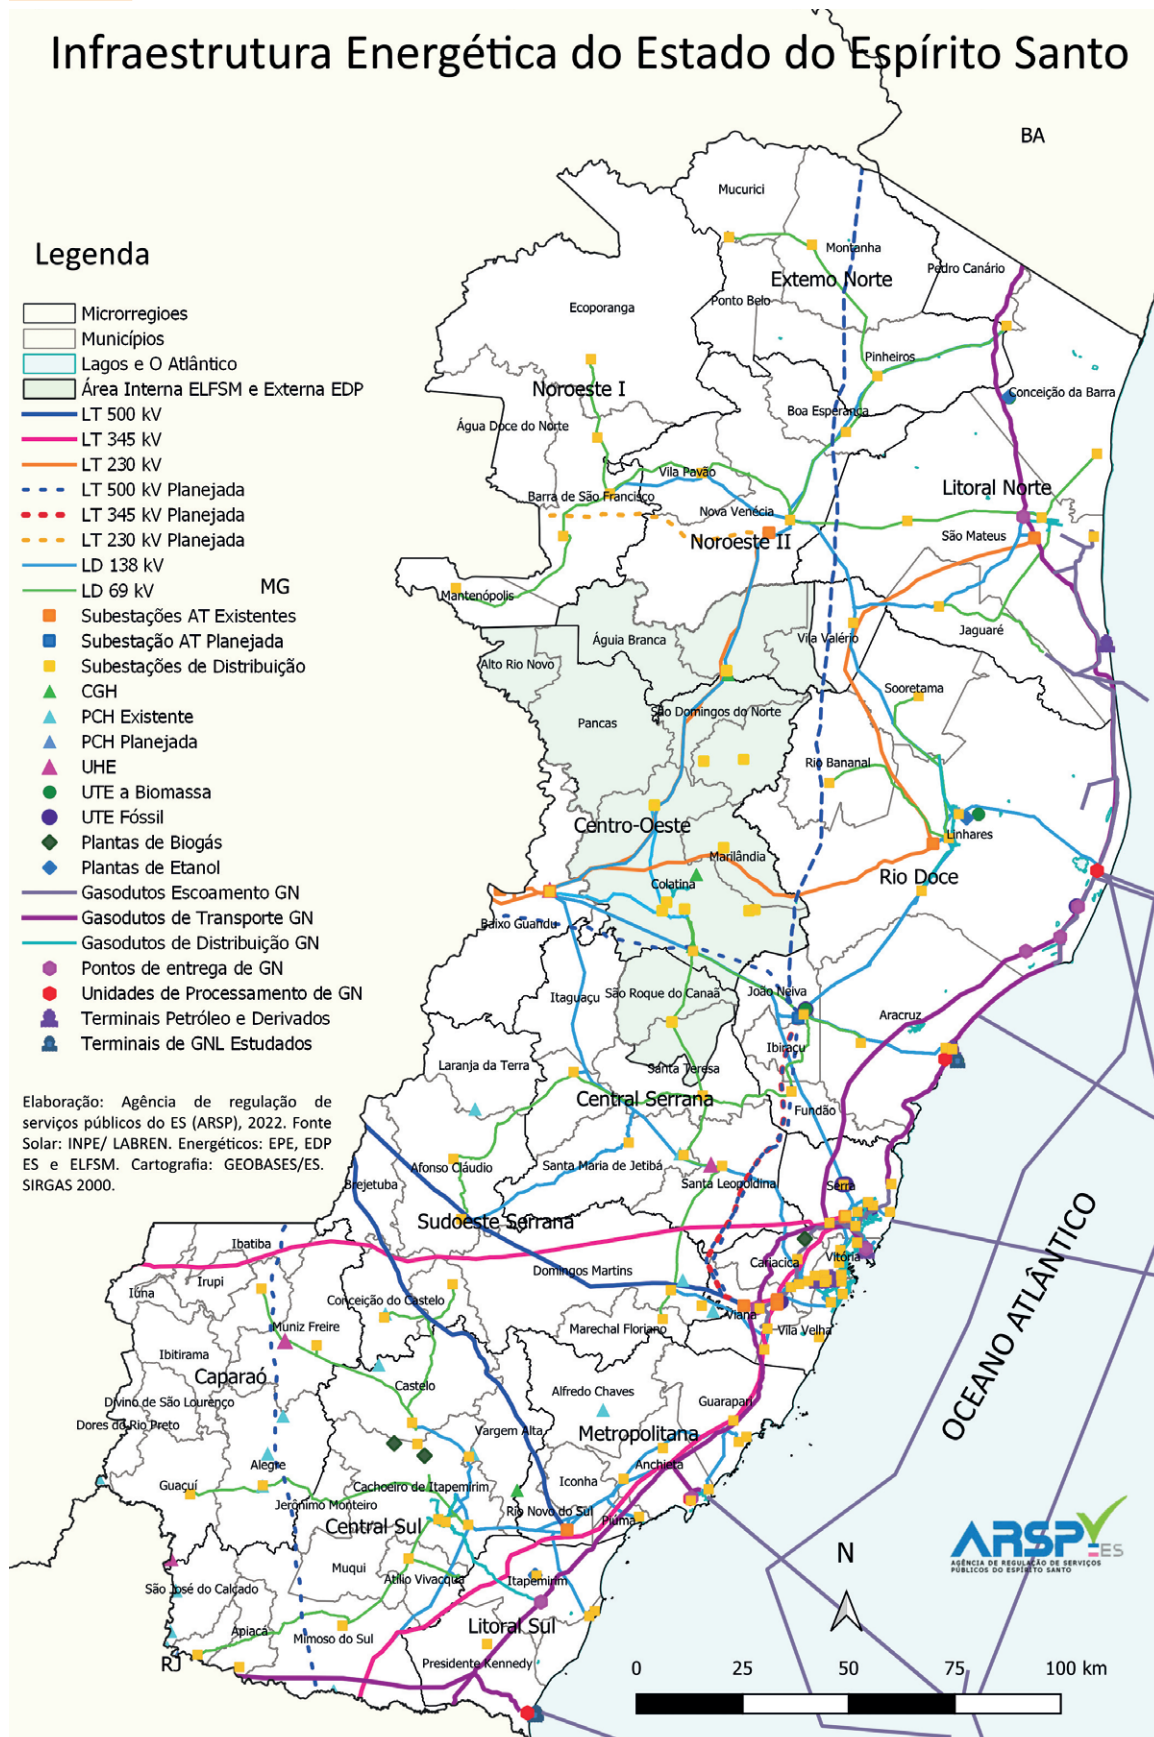 Infraestrutura Energética do Estado do Espírito Santo
BA
Mucurici
Montanha
Pedro Canário
Extemo Norte
Ponto Belo
Ecoporanga
Pinheiros
Noroeste I
Conceição da Barra
Boa Esperança
Água Doce do Norte
Vila Pavão
Litoral Norte
Barra de São Francisco
Nova Venécia
Noroeste II
São Mateus
Mantenópolis
Águia Branca
Vila Valério
Jaguaré
Alto Rio Novo
Sooretama
São Domingos do Norte
Pancas
Rio Bananal
Centro-Oeste
Linhares
Marilândia
Colatina
Rio Doce
Baixo Guandu
João Neiva
Itaguaçu
São Roque do Canaã
Aracruz
Ibiraçu
Laranja da Terra
Santa Teresa
Central Serrana
Fundão
Afonso Cláudio
Santa Maria de Jetibá
Santa Leopoldina
Serra
Brejetuba
Sudoeste Serrana
Ibatiba
Cariacica
Vitória
Domingos Martins
Irupi
Iúna
Conceição do Castelo
Viana
Muniz Freire
Marechal Floriano
Vila Velha
Ibitirama
Caparaó
Castelo
Alfredo Chaves
Divino de São Lourenço
Guarapari
Dores do Rio Preto
Vargem Alta
Metropolitana
Alegre
Anchieta
Guaçuí
Cachoeiro de Itapemirim
Iconha
Jerônimo Monteiro
Rio Novo do Sul
Central Sul
Piúma
Muqui
Atílio Vivacqua
Itapemirim
São José do Calçado
Litoral Sul
Apiacá
Mimoso do Sul
Presidente Kennedy
RJ
MG
OCEANO ATLÂNTICO
Legenda
Microrregioes
Municípios
Lagos e O Atlântico
Área Interna ELFSM e Externa EDP
LT 500 kV
LT 345 kV
LT 230 kV
LT 500 kV Planejada
LT 345 kV Planejada
LT 230 kV Planejada
LD 138 kV
LD 69 kV
Subestações AT Existentes
Subestação AT Planejada
Subestações de Distribuição
CGH
PCH Existente
PCH Planejada
UHE
UTE a Biomassa
UTE Fóssil
Plantas de Biogás
Plantas de Etanol
Gasodutos Escoamento GN
Gasodutos de Transporte GN
Gasodutos de Distribuição GN
Pontos de entrega de GN
Unidades de Processamento de GN
Terminais Petróleo e Derivados
Terminais de GNL Estudados
Elaboração: Agência de regulação de
serviços públicos do ES (ARSP), 2022. Fonte
Solar: INPE/ LABREN. Energéticos: EPE, EDP
ES e ELFSM. Cartografia: GEOBASES/ES.
SIRGAS 2000.
ARSP ES
AGÊNCIA DE REGULAÇÃO DE SERVIÇOS
PÚBLICOS DO ESPÍRITO SANTO
N
0 25 50 75 100 km